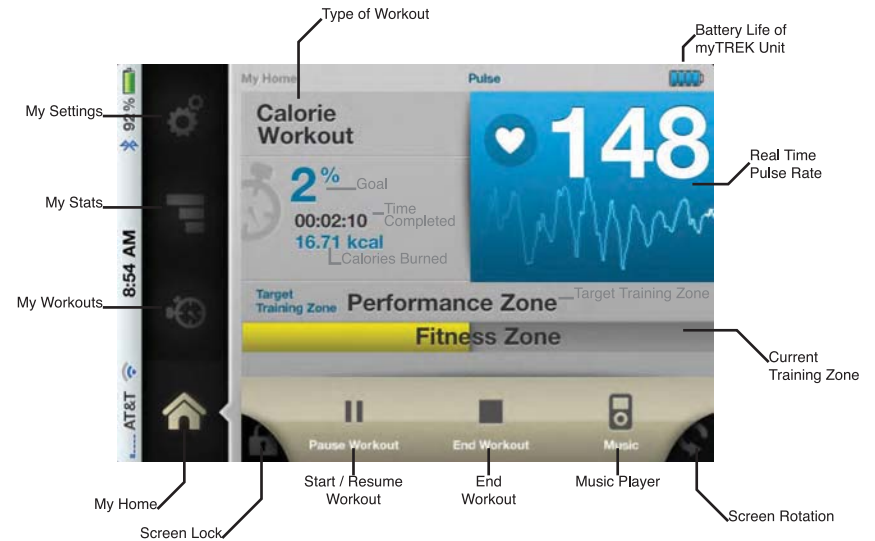 Type of Workout
Battery Life of
myTREK Unit
My Settings
My Stats
My Workouts
My Home
Screen Lock
92%
8:54 AM
AT&T
My Home
Pulse
Calorie
Workout
2%
Goal
00:02:10
Time
Completed
16.71 kcal
Calories Burned
148
Real Time
Pulse Rate
Target
Training Zone
Performance Zone
Target Training Zone
Fitness Zone
Current
Training Zone
Pause Workout
End Workout
Music
Start / Resume
Workout
End
Workout
Music Player
Screen Rotation